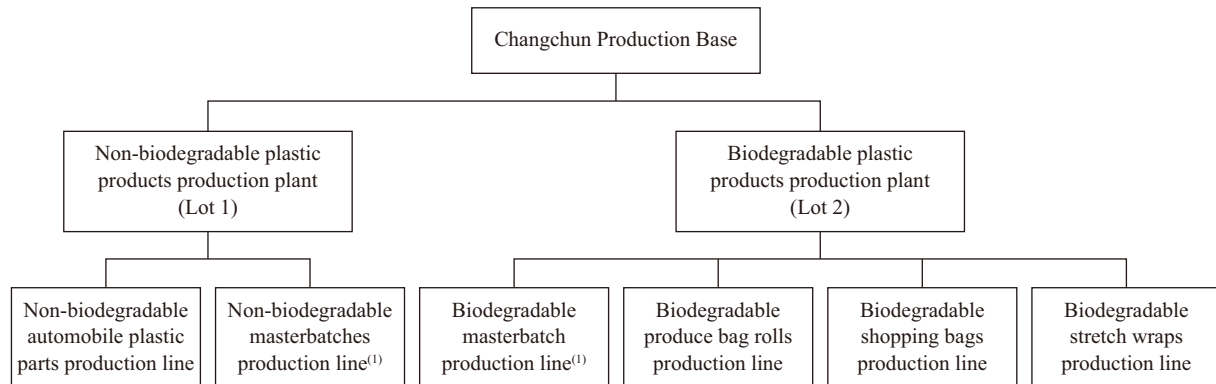 Changchun Production Base
Non-biodegradable plastic
products production plant
(Lot 1)
Biodegradable plastic
products production plant
(Lot 2)
Non-biodegradable
automobile plastic
parts production line
Non-biodegradable
masterbatches
production line(1)
Biodegradable
masterbatch
production line(1)
Biodegradable
produce bag rolls
production line
Biodegradable
shopping bags
production line
Biodegradable
stretch wraps
production line